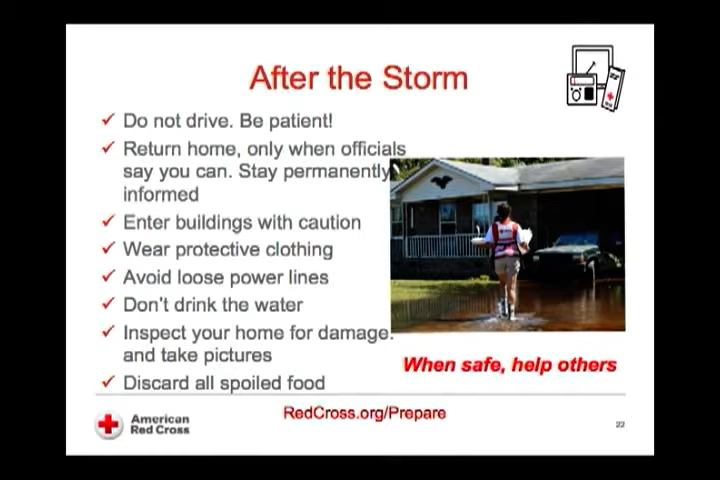 After the Storm
✓ Do not drive. Be patient!
✓ Return home, only when officials
say you can. Stay permanently
informed
✓ Enter buildings with caution
✓ Wear protective clothing
✓ Avoid loose power lines
✓ Don't drink the water
✓ Inspect your home for damage.
and take pictures
✓ Discard all spoiled food
When safe, help others
American
Red Cross
RedCross.org/Prepare
22